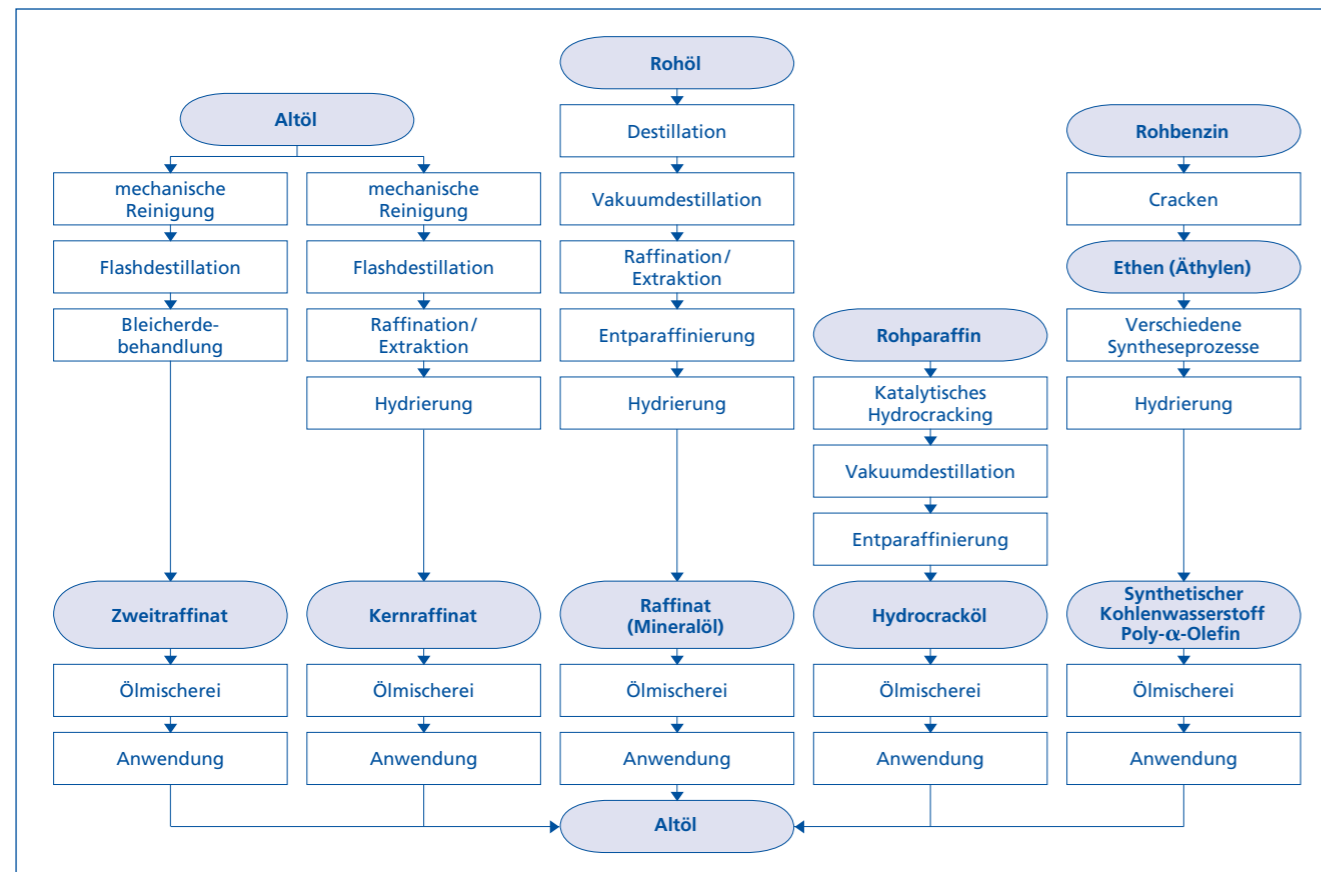 Altöl
mechanische
Reinigung
Flashdestillation
Bleicherde-
behandlung
Zweitraffinat
Ölmischerei
Anwendung
mechanische
Reinigung
Flashdestillation
Raffination/
Extraktion
Hydrierung
Kernraffinat
Ölmischerei
Anwendung
Rohöl
Destillation
Vakuumdestillation
Raffination/
Extraktion
Entparaffinierung
Hydrierung
Raffinat
(Mineralöl)
Ölmischerei
Anwendung
Rohparaffin
Katalytisches
Hydrocracking
Vakuumdestillation
Entparaffinierung
Hydrocracköl
Ölmischerei
Anwendung
Rohbenzin
Cracken
Ethen (Äthylen)
Verschiedene
Syntheseprozesse
Hydrierung
Synthetischer
Kohlenwasserstoff
Poly-α-Olefin
Ölmischerei
Anwendung
Altöl